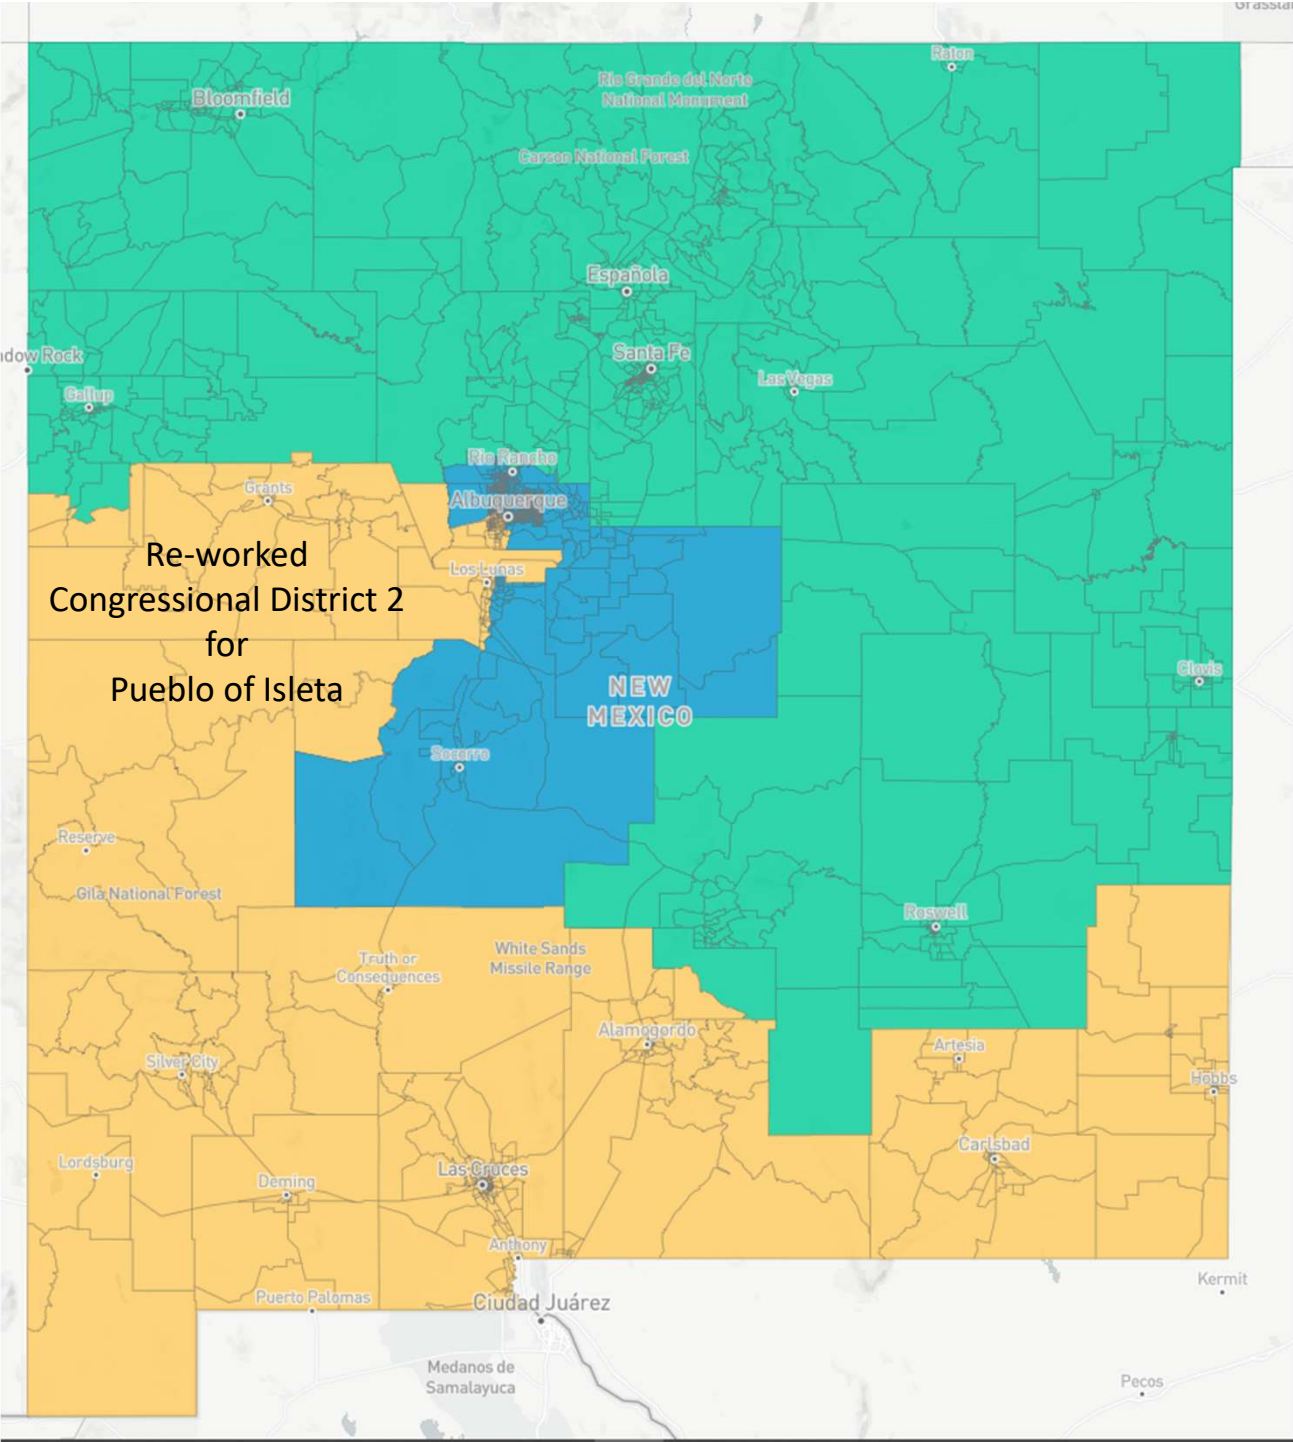 Raton
Rio Grande del Norte
National Monument
Bloomfield
Carson National Forest
Española
Santa Fe
Rock
Las Vegas
Gallup
Rio Rancho
Grants
Albuquerque
Re-worked
Congressional District 2
for
Pueblo of Isleta
Los Lunas
Clovis
NEW
MEXICO
Socorro
Reserve
Gila National Forest
Roswell
White Sands
Missile Range
Truth or
Consequences
Alamogordo
Artesia
Silver City
Hobbs
Carlsbad
Lordsburg
Las Cruces
Deming
Anthony
Kermit
Puerto Palomas
Ciudad Juárez
Medanos de
Samalayuca
Pecos